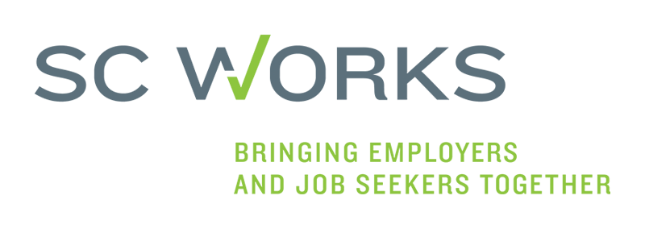 SC WORKS
BRINGING EMPLOYERS
AND JOB SEEKERS TOGETHER